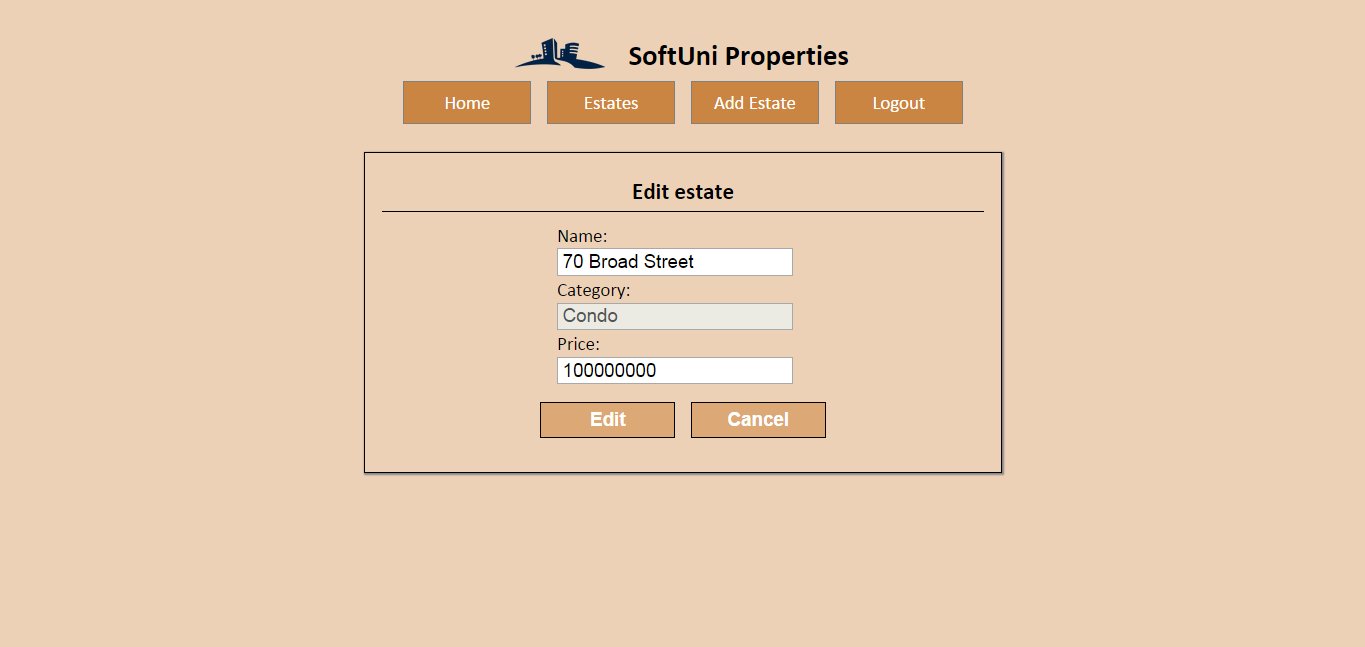 SoftUni Properties
Home Estates Add Estate Logout
Edit estate
Name:
70 Broad Street
Category:
Condo
Price:
100000000
Edit Cancel